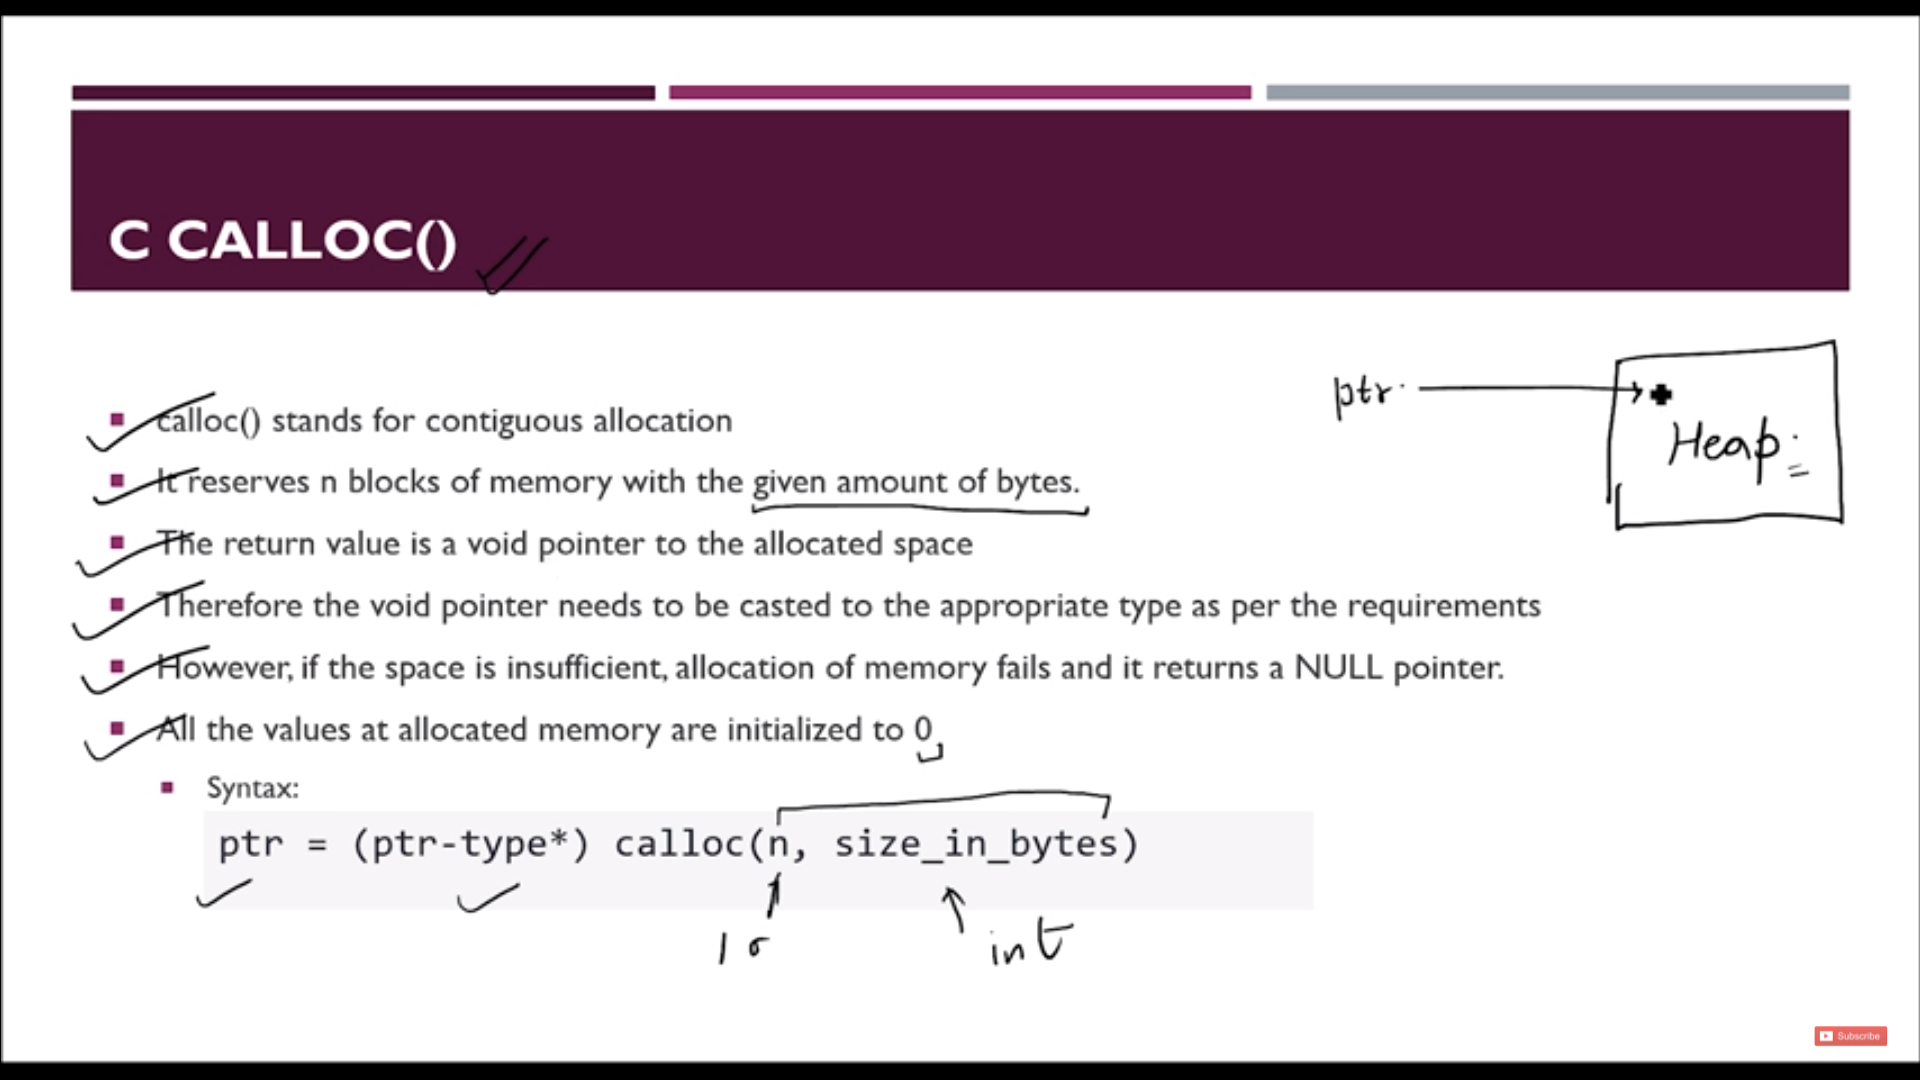 C CALLOC()
calloc() stands for contiguous allocation
It reserves n blocks of memory with the given amount of bytes.
The return value is a void pointer to the allocated space
Therefore the void pointer needs to be casted to the appropriate type as per the requirements
However, if the space is insufficient, allocation of memory fails and it returns a NULL pointer.
All the values at allocated memory are initialized to 0
Syntax:
ptr = (ptr-type*) calloc(n, size_in_bytes)
10
int
ptr
Heap
Subscribe